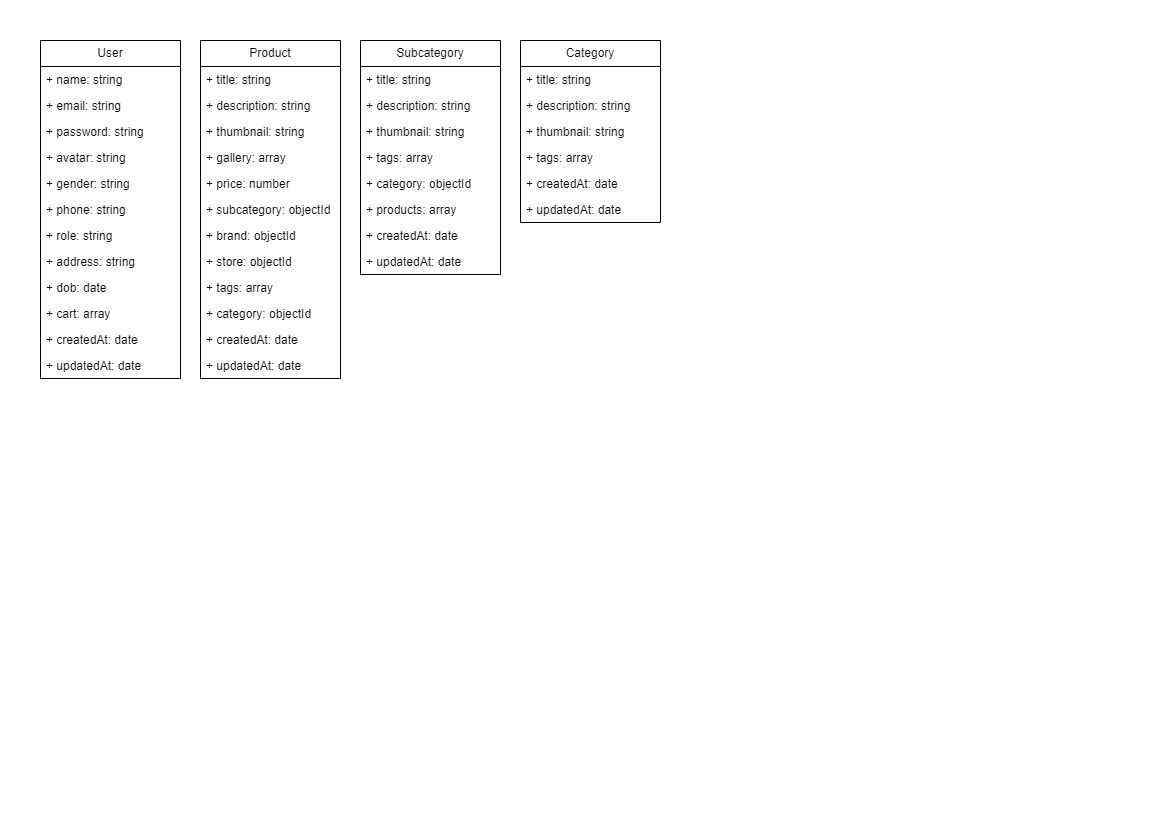 User
+ name: string
+ email: string
+ password: string
+ avatar: string
+ gender: string
+ phone: string
+ role: string
+ address: string
+ dob: date
+ cart: array
+ createdAt: date
+ updatedAt: date
Product
+ title: string
+ description: string
+ thumbnail: string
+ gallery: array
+ price: number
+ subcategory: objectId
+ brand: objectId
+ store: objectId
+ tags: array
+ category: objectId
+ createdAt: date
+ updatedAt: date
Subcategory
+ title: string
+ description: string
+ thumbnail: string
+ tags: array
+ category: objectId
+ products: array
+ createdAt: date
+ updatedAt: date
Category
+ title: string
+ description: string
+ thumbnail: string
+ tags: array
+ createdAt: date
+ updatedAt: date